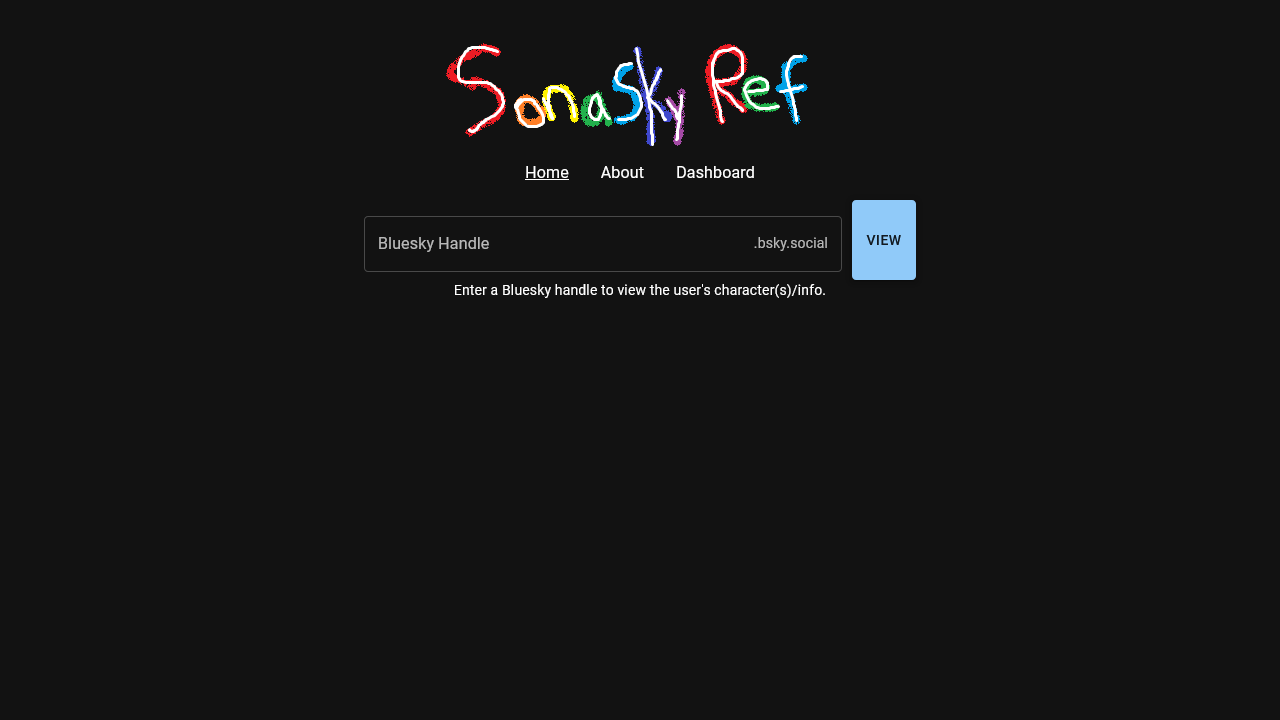 SonaSky Ref
Home About Dashboard
Bluesky Handle .bsky.social VIEW
Enter a Bluesky handle to view the user's character(s)/info.